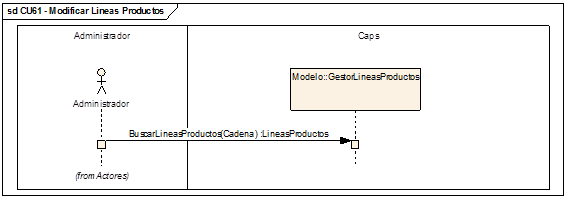 sd CU61 - Modificar Lineas Productos
Administrador
Caps
Modelo::GestorLineasProductos
Administrador
BuscarLineasProductos(Cadena) :LineasProductos
(from Actores)